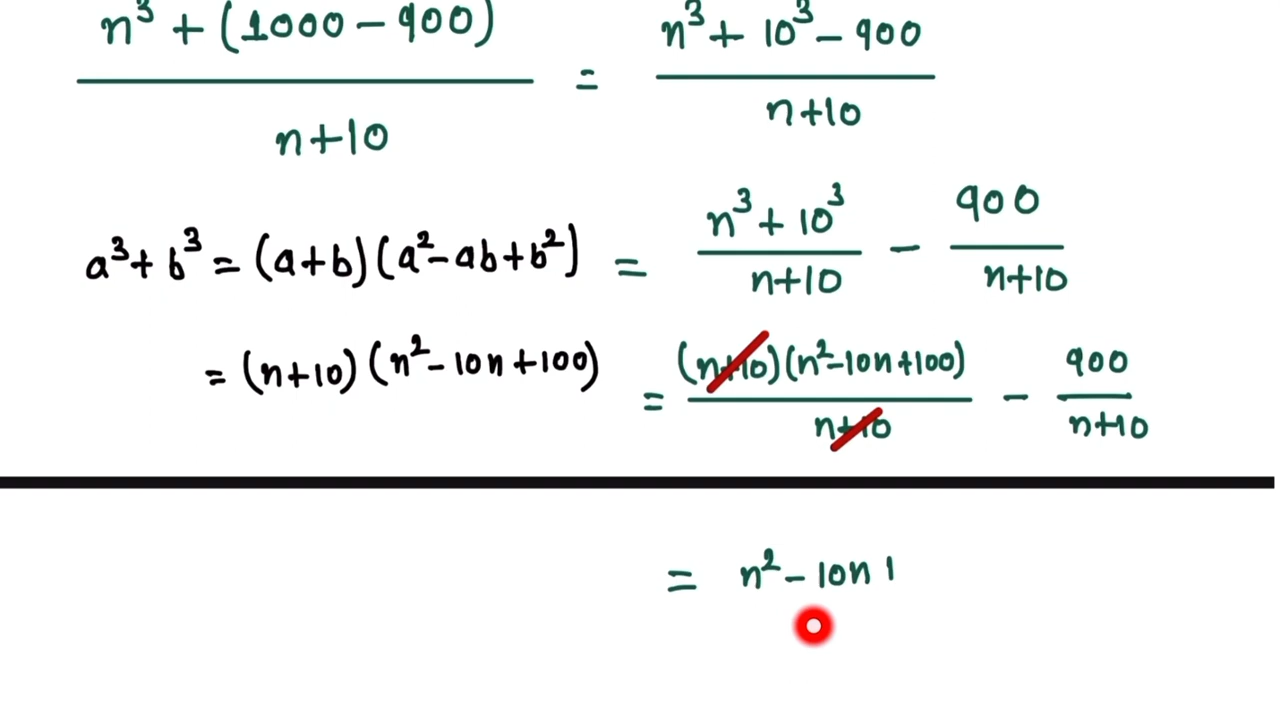 n³ + (1000 - 900) / n+10 = n³ + 10³ - 900 / n+10
a³ + b³ = (a+b)(a² - ab + b²) = n³ + 10³ / n+10 - 900 / n+10
= (n+10)(n² - 10n + 100) = (n+10)(n² - 10n + 100) / n+10 - 900 / n+10
= n² - 10n